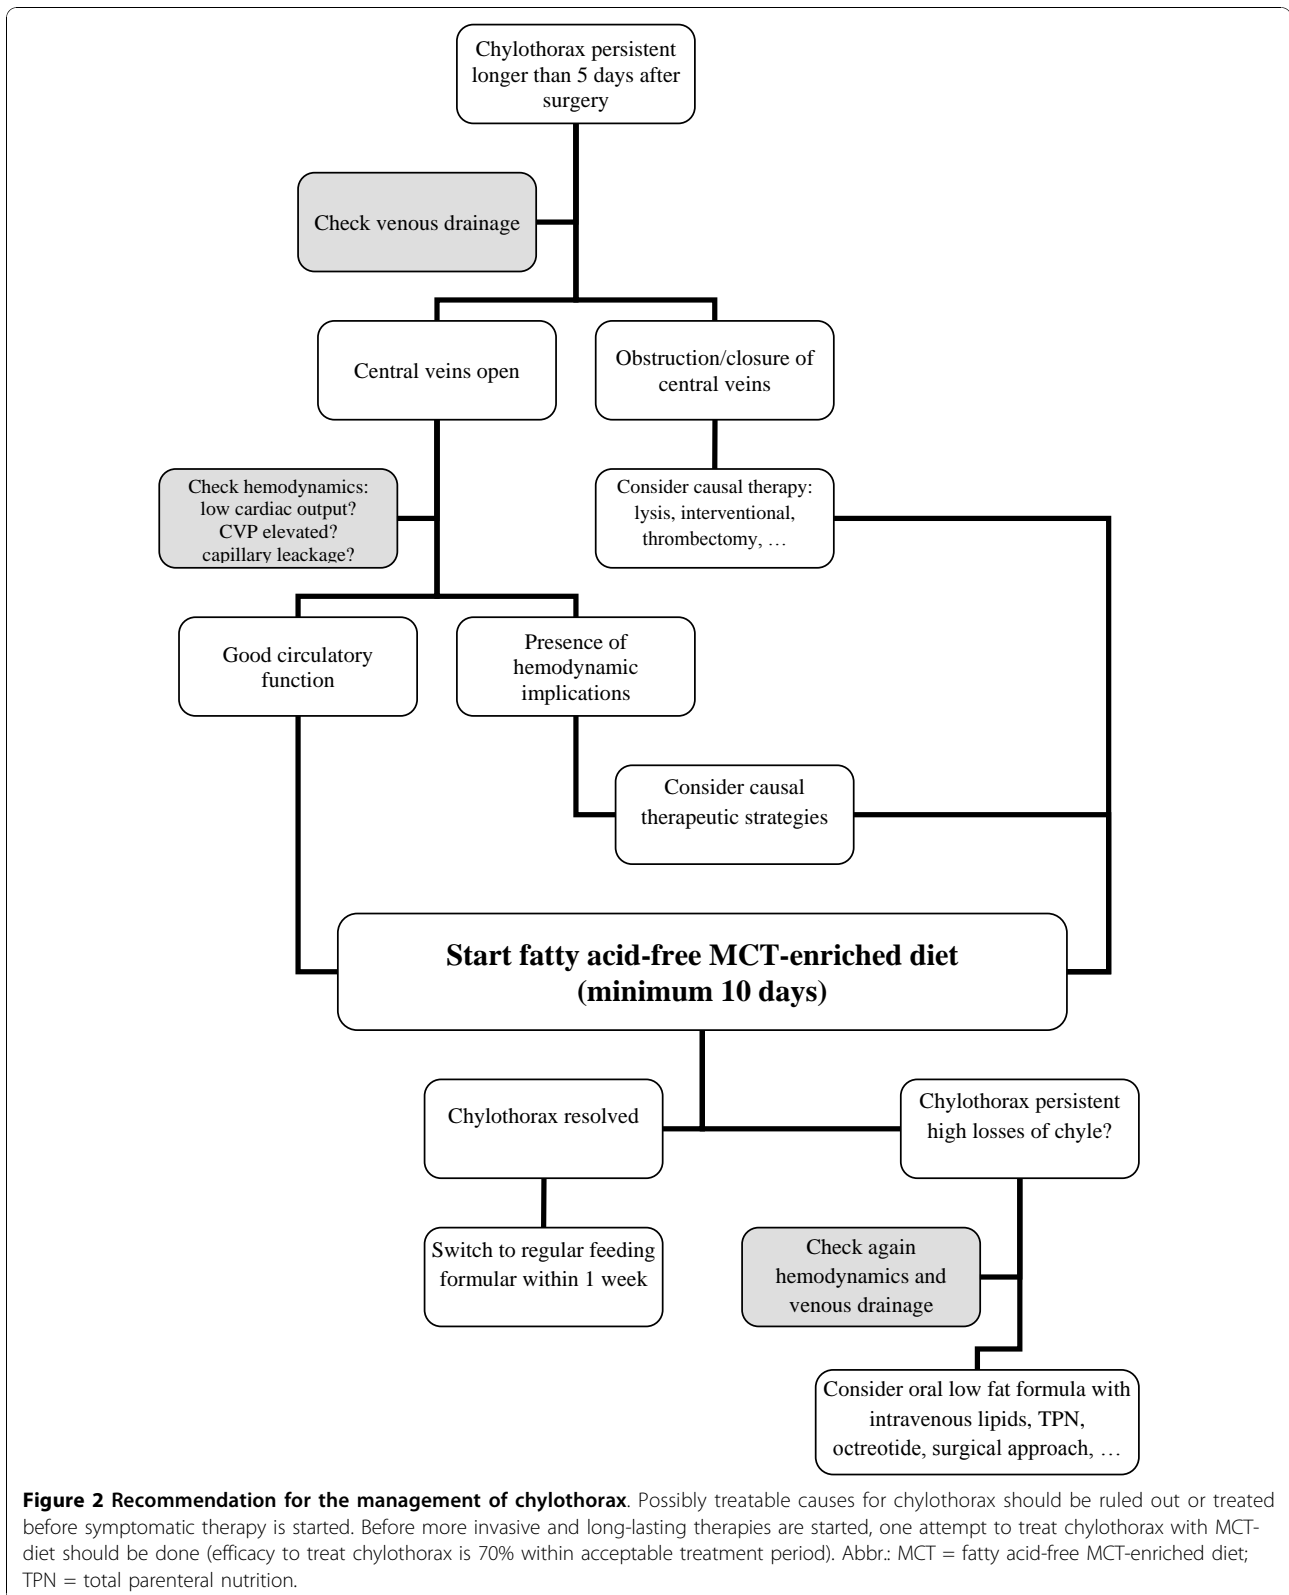 Chylothorax persistent
longer than 5 days after
surgery
Check venous drainage
Central veins open
Obstruction/closure of
central veins
Check hemodynamics:
low cardiac output?
CVP elevated?
capillary leackage?
Consider causal therapy:
lysis, interventional,
thrombectomy, …
Good circulatory
function
Presence of
hemodynamic
implications
Consider causal
therapeutic strategies
Start fatty acid-free MCT-enriched diet
(minimum 10 days)
Chylothorax resolved
Chylothorax persistent
high losses of chyle?
Switch to regular feeding
formular within 1 week
Check again
hemodynamics and
venous drainage
Consider oral low fat formula with
intravenous lipids, TPN,
octreotide, surgical approach, …
Figure 2 Recommendation for the management of chylothorax. Possibly treatable causes for chylothorax should be ruled out or treated
before symptomatic therapy is started. Before more invasive and long-lasting therapies are started, one attempt to treat chylothorax with MCT-
diet should be done (efficacy to treat chylothorax is 70% within acceptable treatment period). Abbr.: MCT = fatty acid-free MCT-enriched diet;
TPN = total parenteral nutrition.